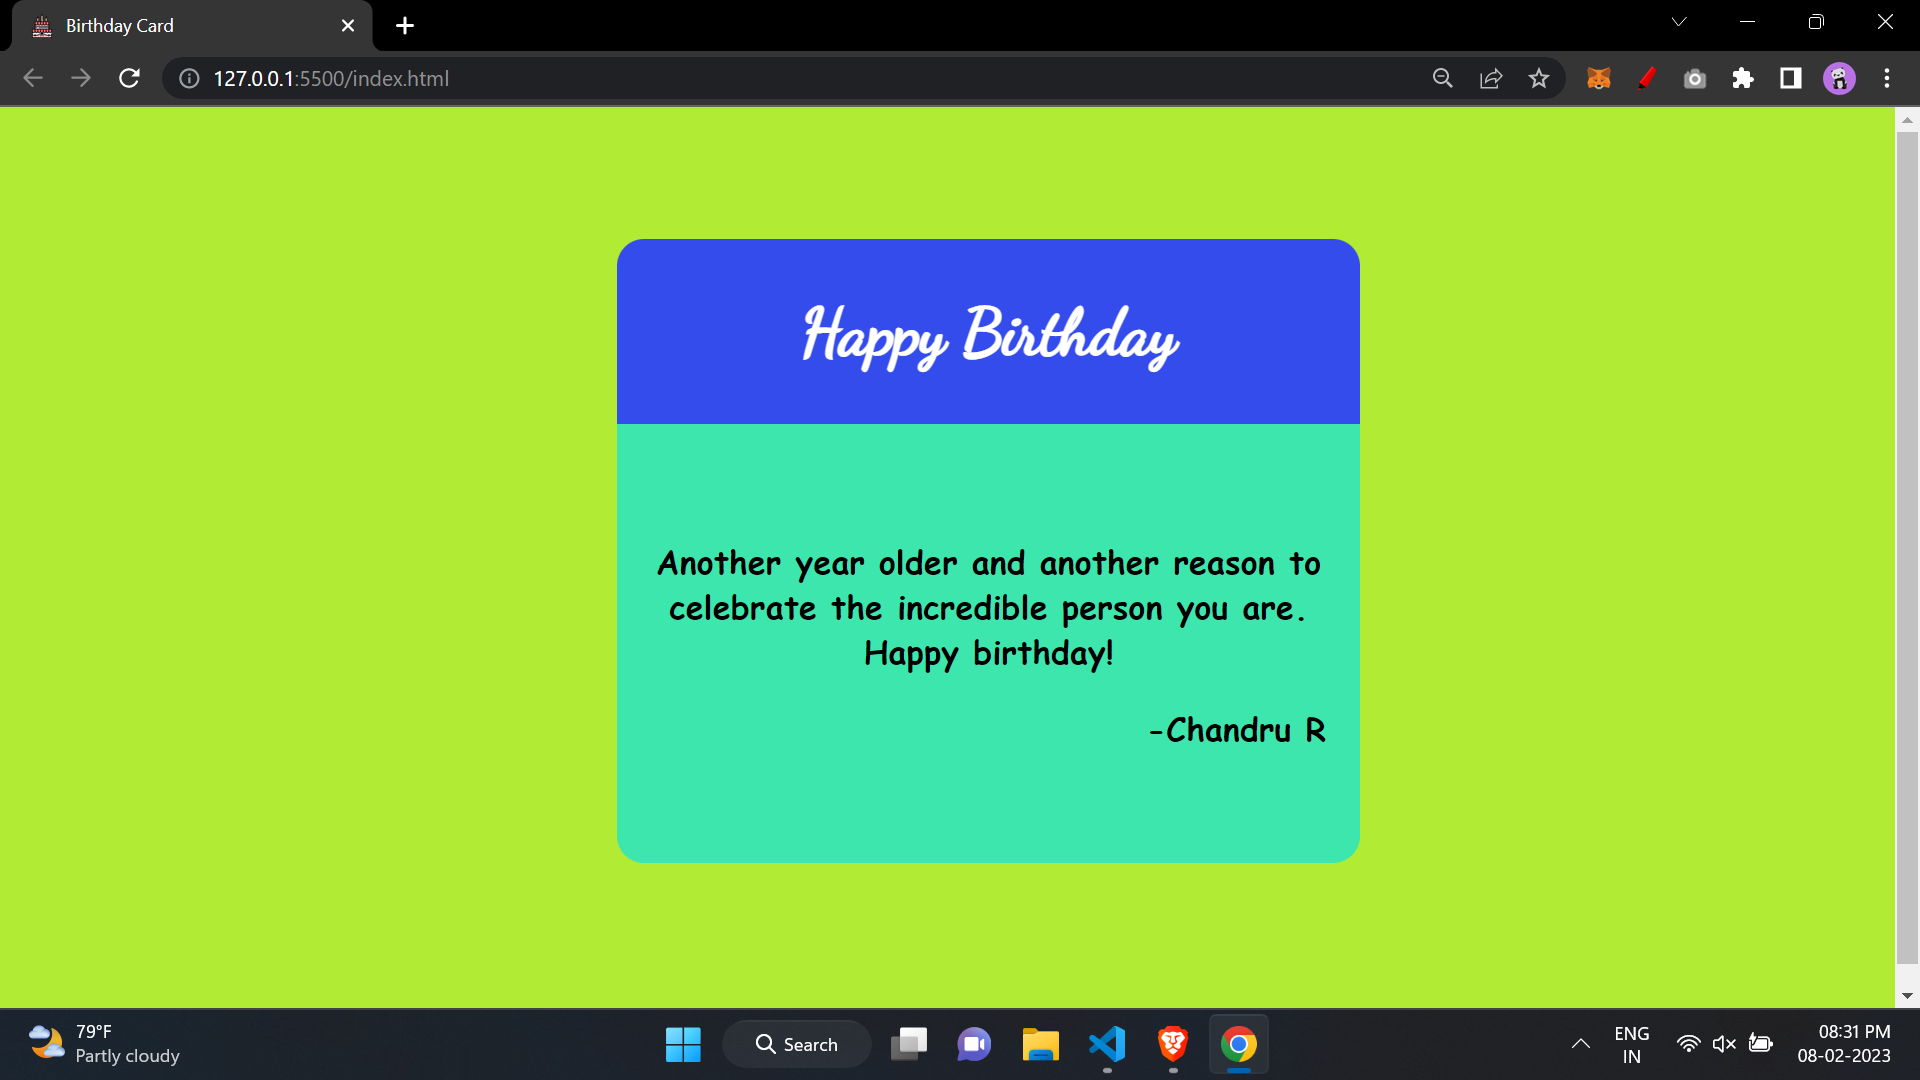 Birthday Card
127.0.0.1:5500/index.html
Happy Birthday
Another year older and another reason to
celebrate the incredible person you are.
Happy birthday!
-Chandru R
79°F
Partly cloudy
Search
ENG
IN
08:31 PM
08-02-2023